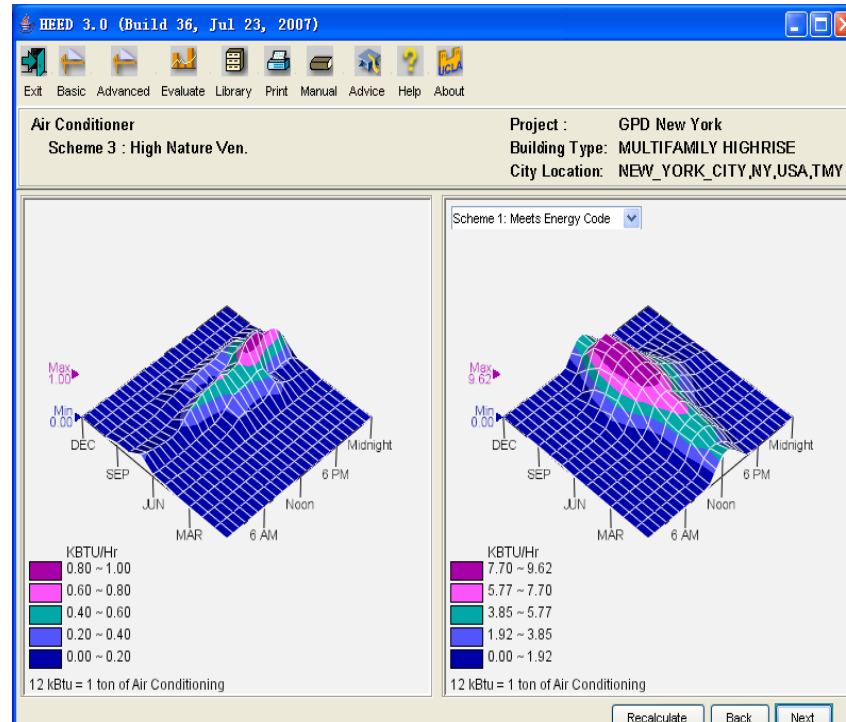 HEED 3.0 (Build 36, Jul 23, 2007)
Exit Basic Advanced Evaluate Library Print Manual Advice Help About
UCLA
Air Conditioner
Scheme 3 : High Nature Ven.
Project : GPD New York
Building Type: MULTIFAMILY HIGHRISE
City Location: NEW_YORK_CITY,NY,USA,TMY
Max
1.00
Min
0.00
DEC
SEP
JUN
MAR
6 AM
Noon
6 PM
Midnight
KBTU/Hr
0.80 ~ 1.00
0.60 ~ 0.80
0.40 ~ 0.60
0.20 ~ 0.40
0.00 ~ 0.20
12 kBtu = 1 ton of Air Conditioning
Scheme 1: Meets Energy Code
Max
9.62
Min
0.00
DEC
SEP
JUN
MAR
6 AM
Noon
6 PM
Midnight
KBTU/Hr
7.70 ~ 9.62
5.77 ~ 7.70
3.85 ~ 5.77
1.92 ~ 3.85
0.00 ~ 1.92
12 kBtu = 1 ton of Air Conditioning
Recalculate Back Next